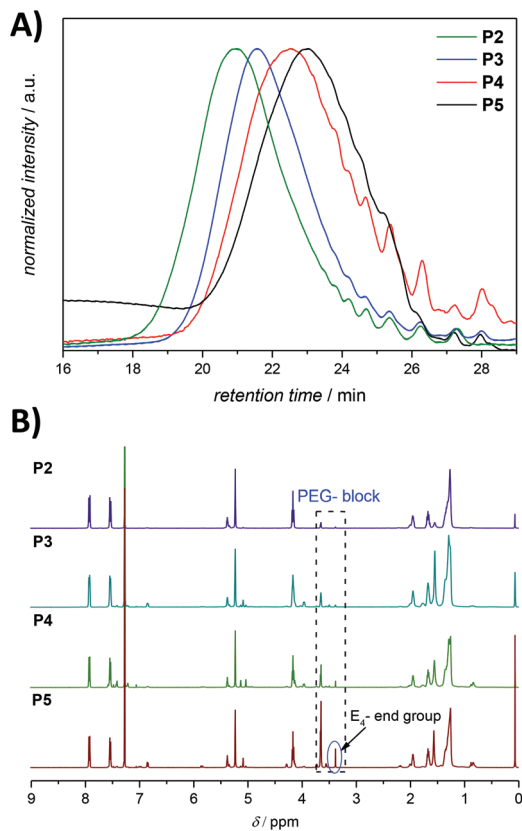 A)
P2
P3
P4
P5
normalized intensity / a.u.
16 18 20 22 24 26 28
retention time / min
B)
P2
PEG- block
P3
P4
P5
E₄- end group
9 8 7 6 5 4 3 2 1 0
δ / ppm